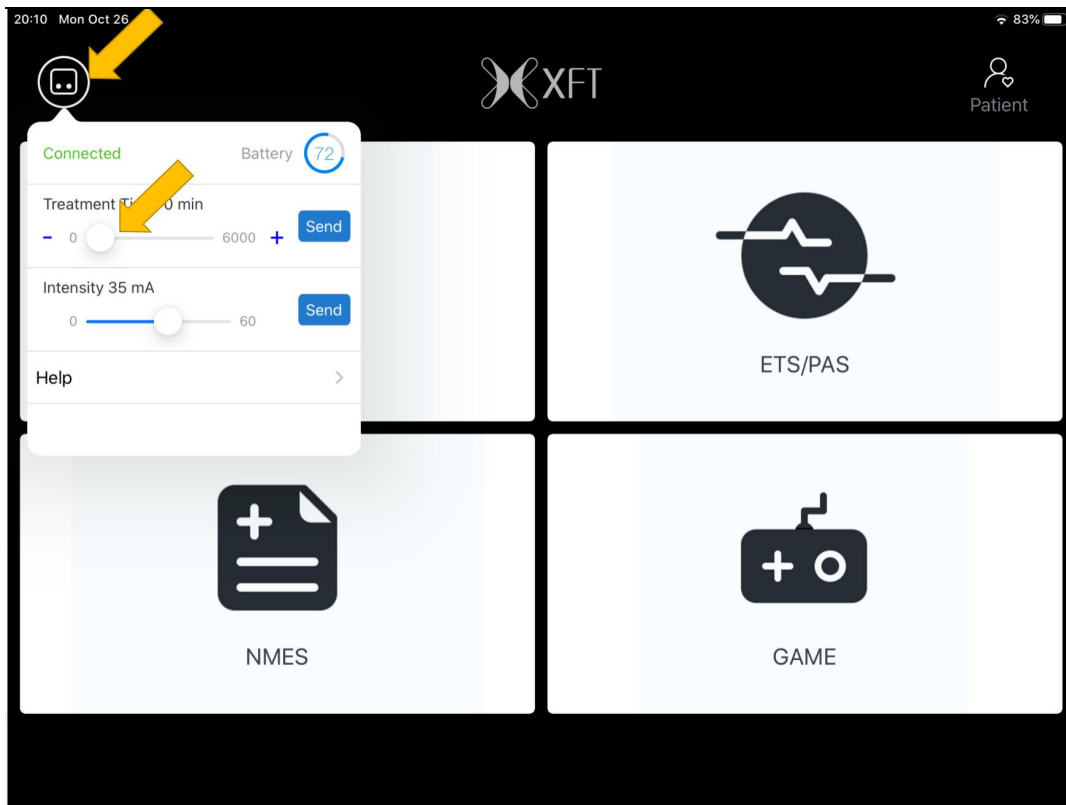 20:10 Mon Oct 26
83%
XFT
Patient
Connected
Battery 72
Treatment 0 min
- 0 6000 +
Send
Intensity 35 mA
0 60
Send
Help
ETS/PAS
NMES
GAME